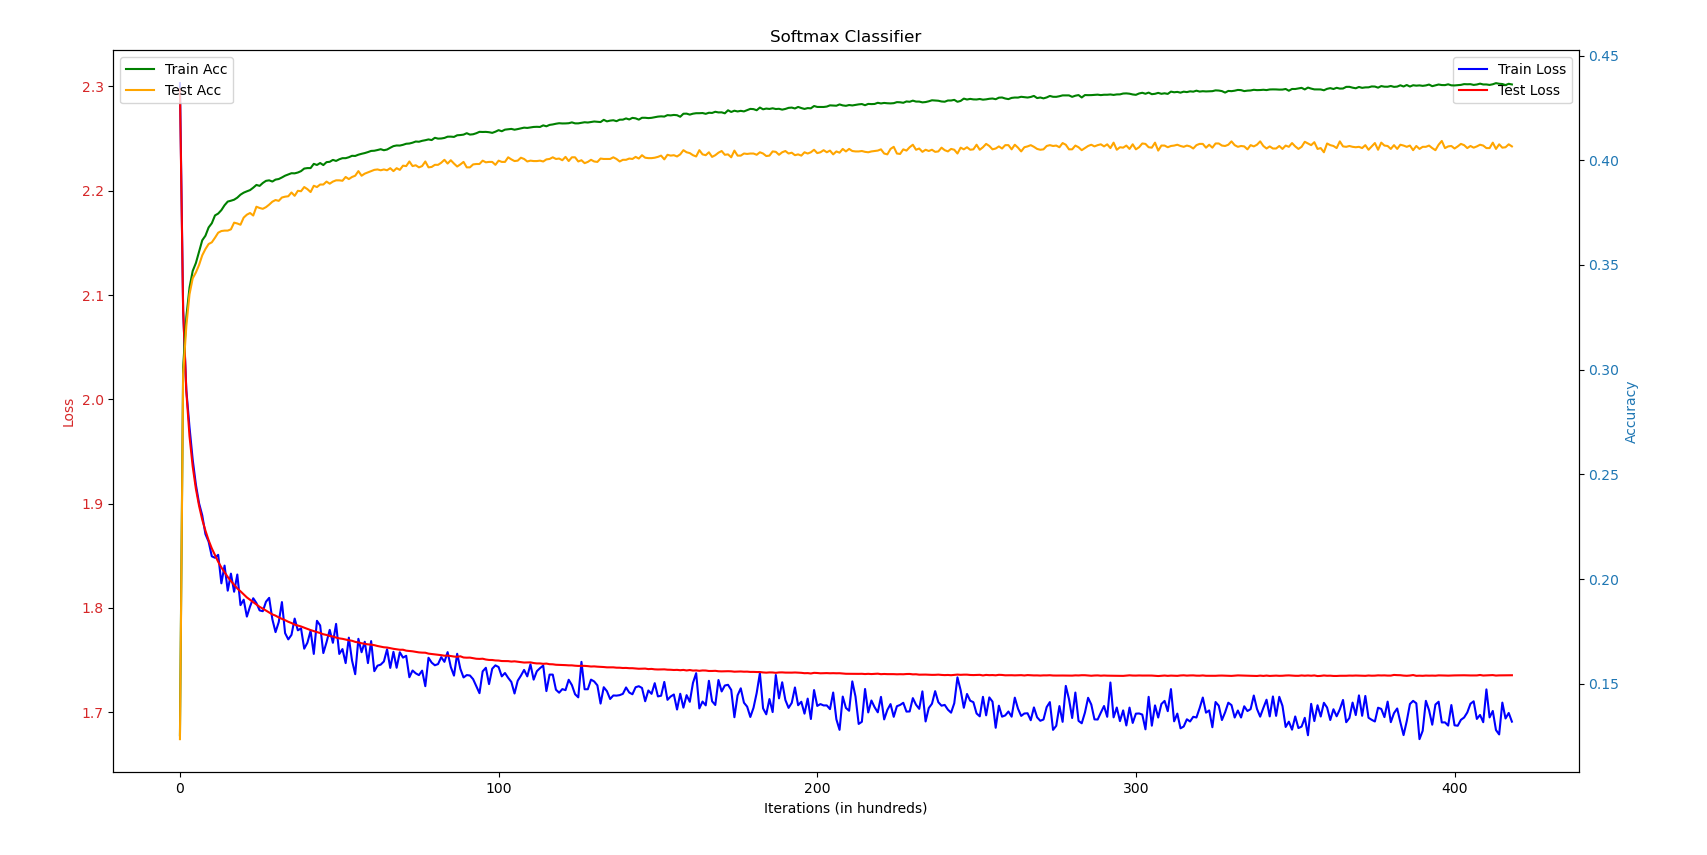 Softmax Classifier
Train Acc
Test Acc
Train Loss
Test Loss
2.3
2.2
2.1
2.0
1.9
1.8
1.7
Loss
0.45
0.40
0.35
0.30
0.25
0.20
0.15
Accuracy
0 100 200 300 400
Iterations (in hundreds)